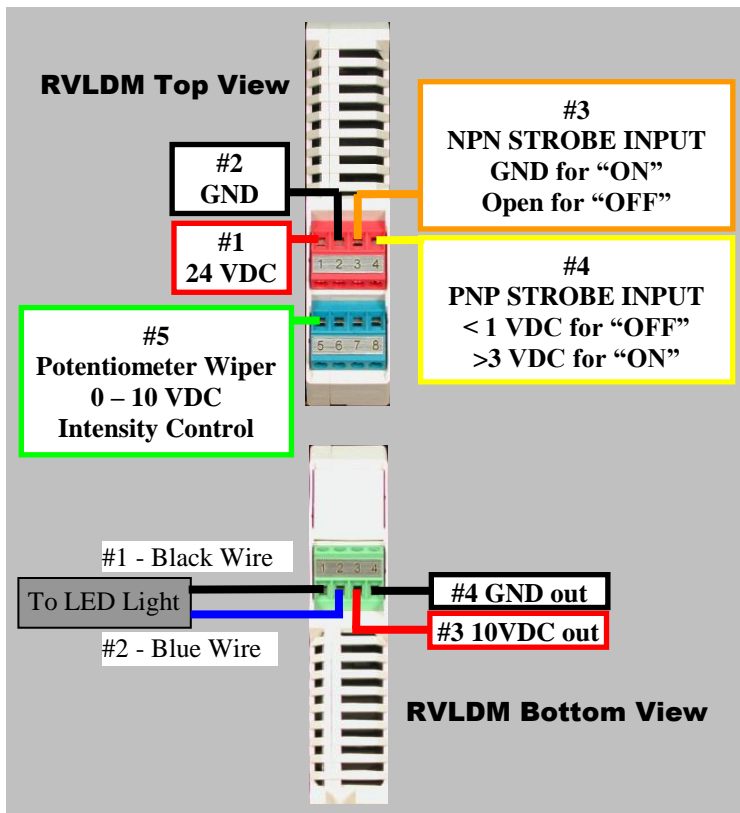 RVLDM Top View
#3
NPN STROBE INPUT
GND for “ON”
Open for “OFF”
#2
GND
#1
24 VDC
1 2 3 4
#4
PNP STROBE INPUT
< 1 VDC for “OFF”
>3 VDC for “ON”
#5
Potentiometer Wiper
0 – 10 VDC
Intensity Control
5 6 7 8
#1 - Black Wire
1 2 3 4
To LED Light
#4 GND out
#3 10VDC out
#2 - Blue Wire
RVLDM Bottom View